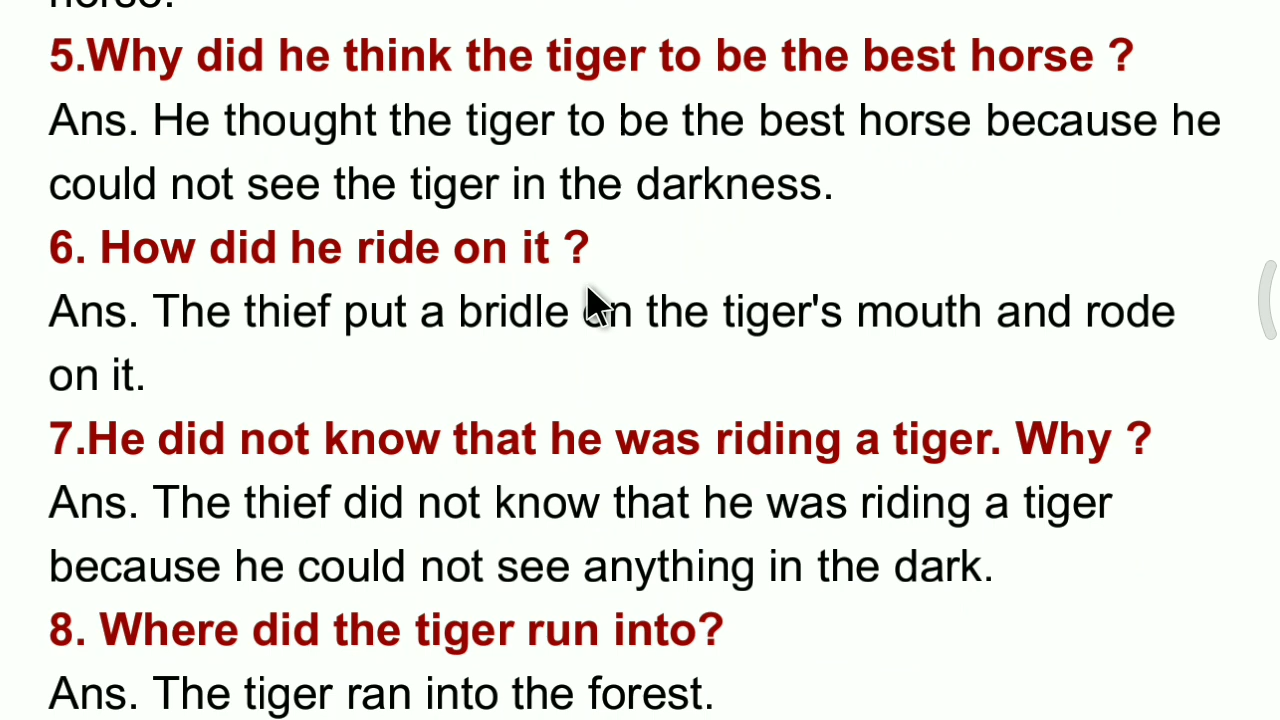 horse.
5.Why did he think the tiger to be the best horse ?
Ans. He thought the tiger to be the best horse because he
could not see the tiger in the darkness.
6. How did he ride on it ?
Ans. The thief put a bridle on the tiger's mouth and rode
on it.
7.He did not know that he was riding a tiger. Why ?
Ans. The thief did not know that he was riding a tiger
because he could not see anything in the dark.
8. Where did the tiger run into?
Ans. The tiger ran into the forest.